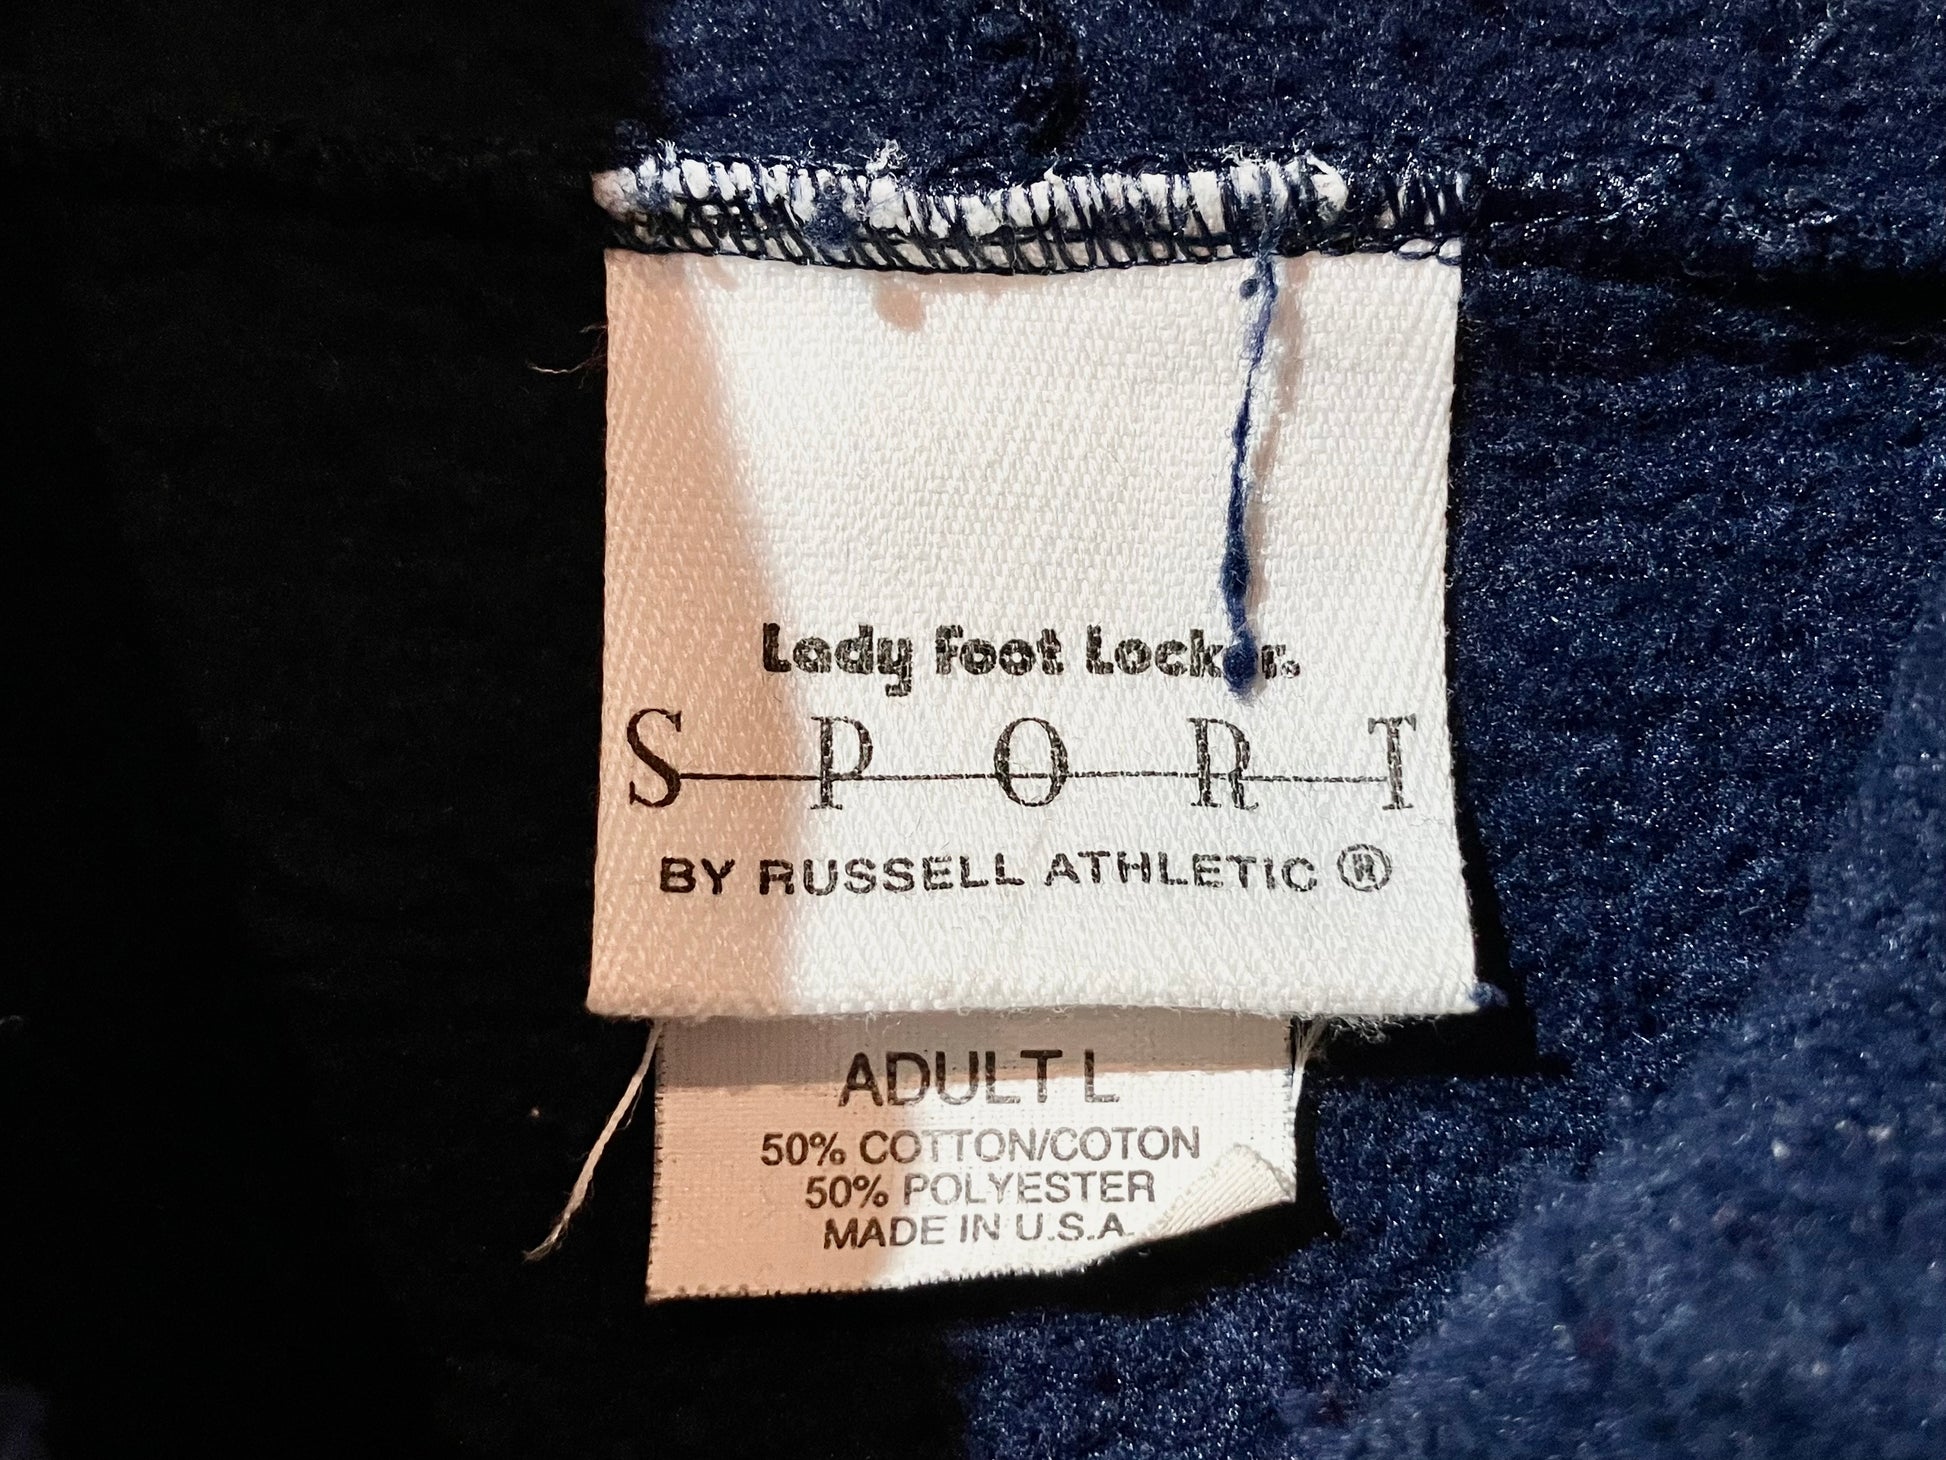 Lady Foot Locker.
SPORT
BY RUSSELL ATHLETIC ®
ADULT L
50% COTTON/COTON
50% POLYESTER
MADE IN U.S.A.